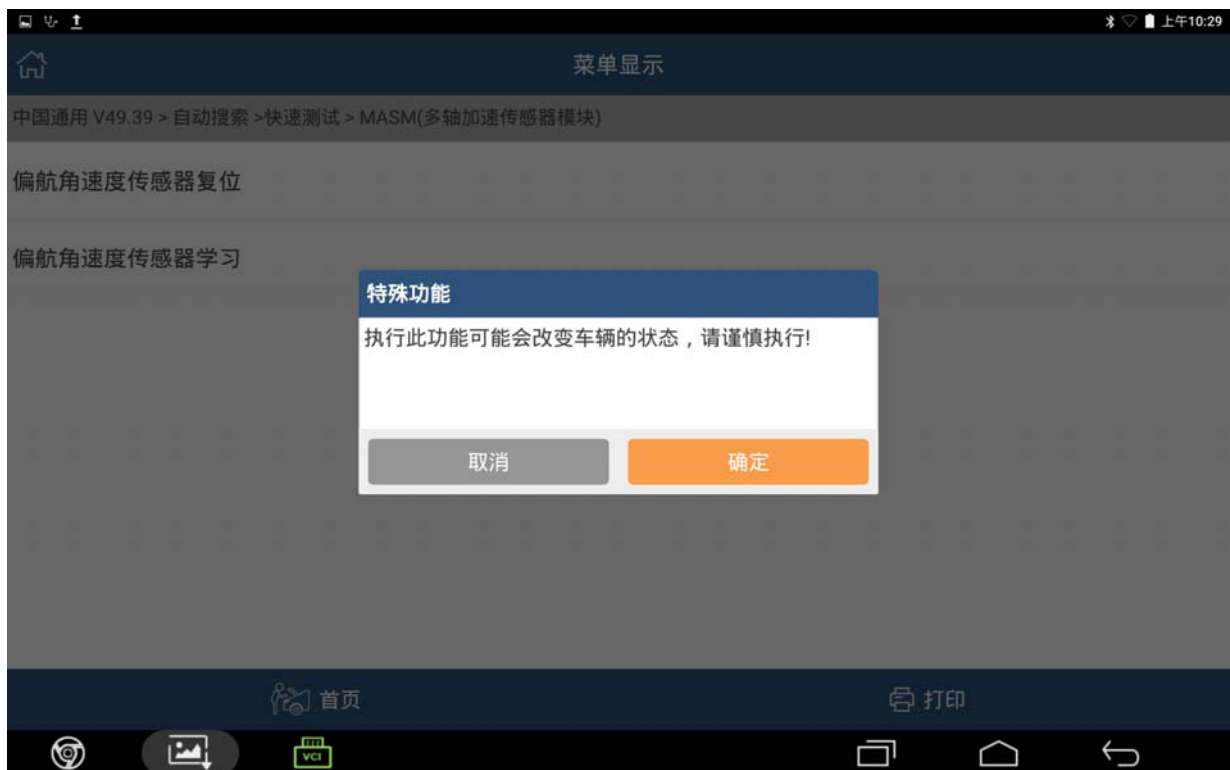 上午10:29
菜单显示
中国通用 V49.39 > 自动搜索 >快速测试 > MASM(多轴加速传感器模块)
偏航角速度传感器复位
偏航角速度传感器学习
特殊功能
执行此功能可能会改变车辆的状态，请谨慎执行!
取消
确定
首页
打印
VCI